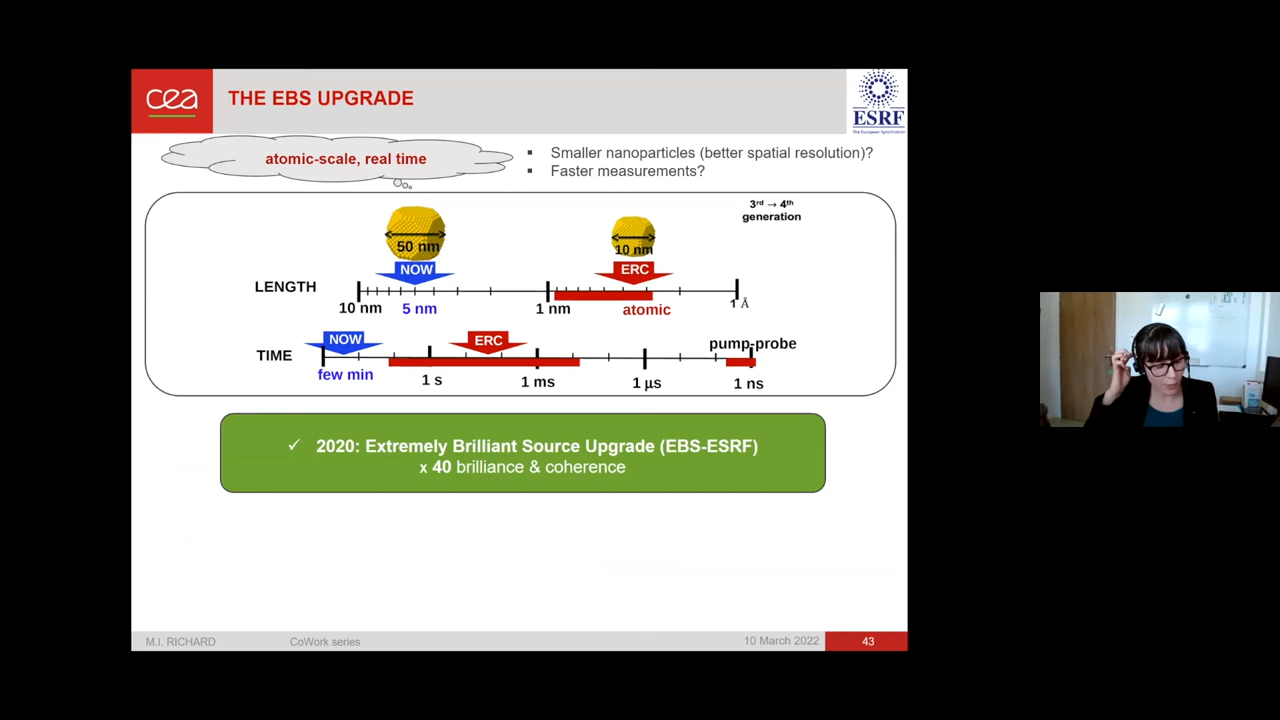 cea
THE EBS UPGRADE
ESRF
The European Synchrotron
atomic-scale, real time
▪ Smaller nanoparticles (better spatial resolution)?
▪ Faster measurements?
3rd → 4th
generation
50 nm
10 nm
NOW
ERC
LENGTH
10 nm
5 nm
1 nm
atomic
1 Å
NOW
ERC
pump-probe
TIME
few min
1 s
1 ms
1 µs
1 ns
✓ 2020: Extremely Brilliant Source Upgrade (EBS-ESRF)
x 40 brilliance & coherence
M.I. RICHARD
CoWork series
10 March 2022
43